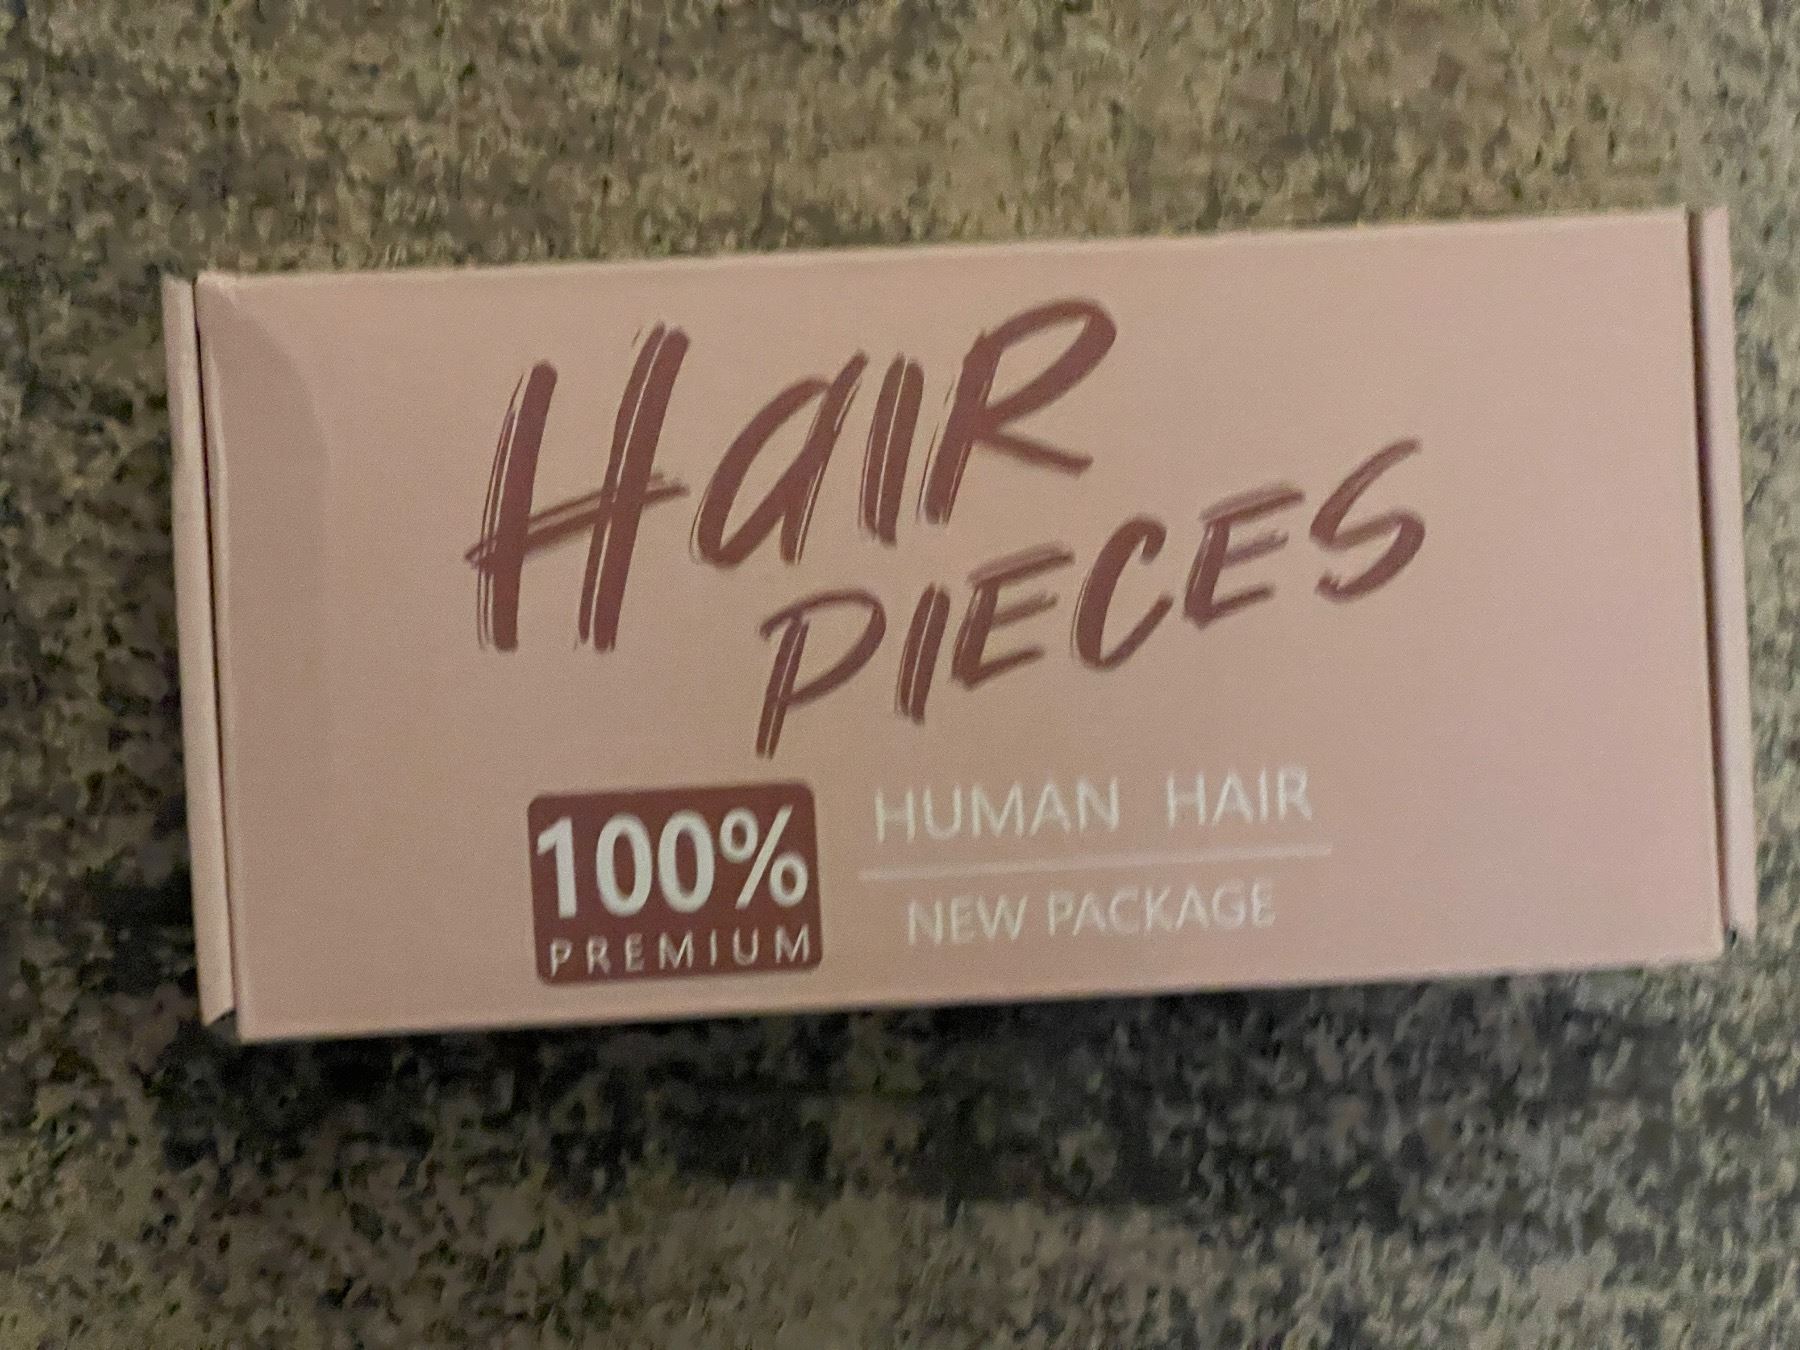 HaIR
PIECES
100%
PREMIUM
HUMAN HAIR
NEW PACKAGE